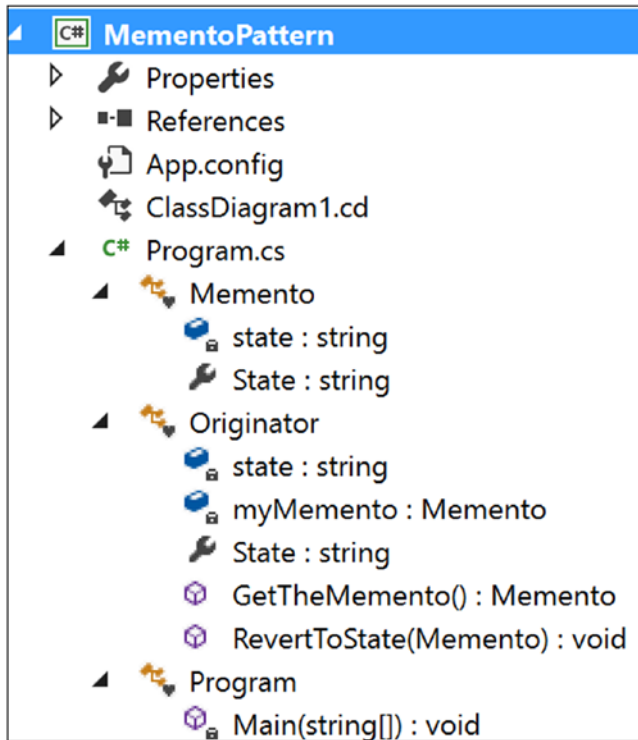 C# MementoPattern
Properties
References
App.config
ClassDiagram1.cd
C# Program.cs
Memento
state : string
State : string
Originator
state : string
myMemento : Memento
State : string
GetTheMemento() : Memento
RevertToState(Memento) : void
Program
Main(string[]) : void